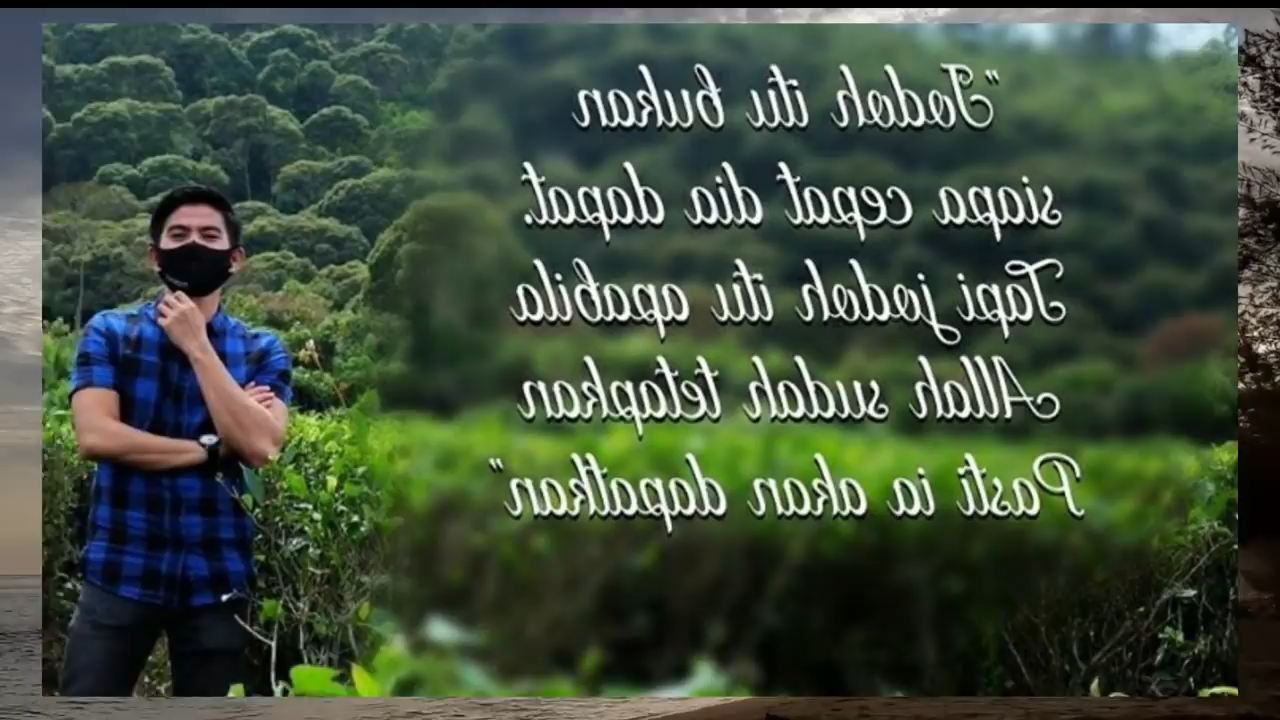 "Jodoh itu bukan
siapa cepat dia dapat.
Tapi jodoh itu apabila
Allah sudah tetapkan
Pasti ia akan dapatkan"